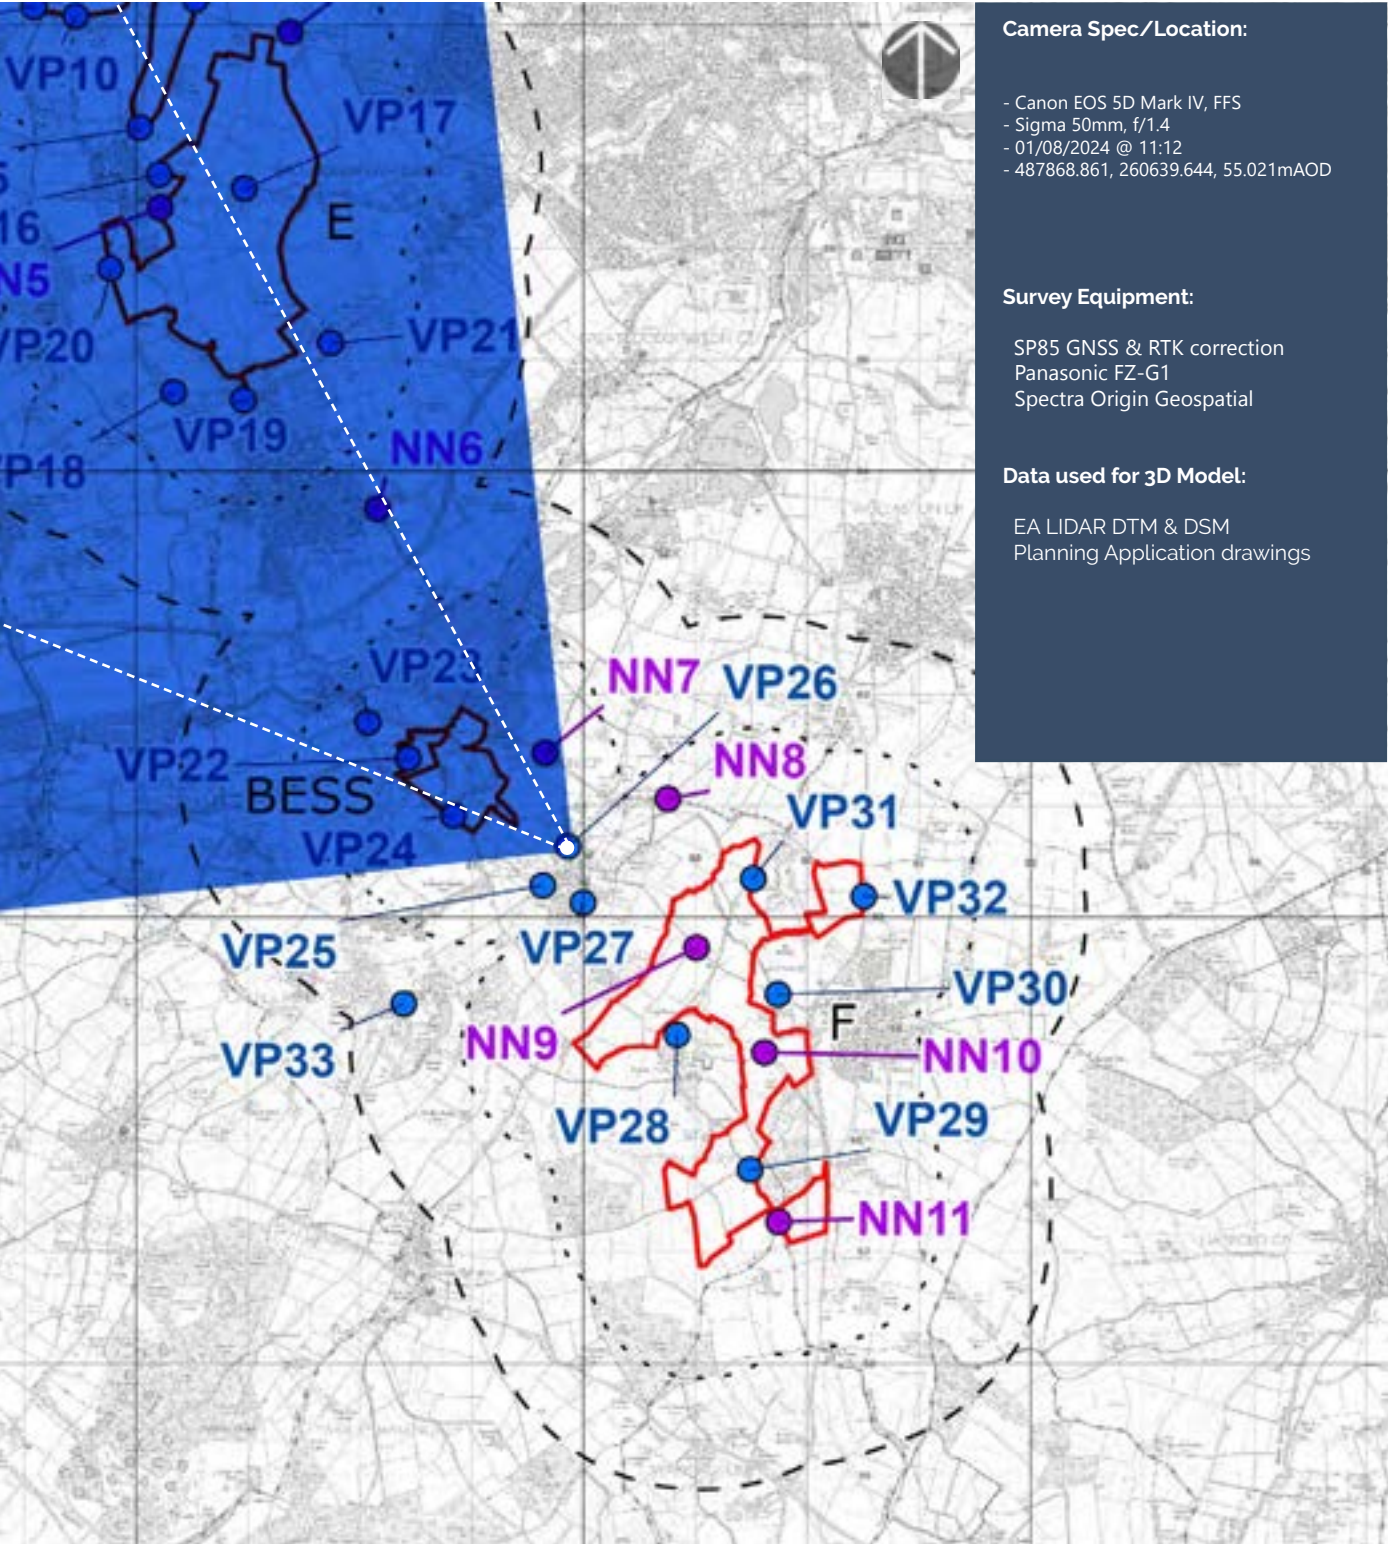 VP10
VP17
5
16
E
N5
VP20
VP21
VP19
NN6
P18
VP23
NN7
VP26
VP22
BESS
NN8
VP31
VP24
VP32
VP25
VP27
VP30
F
NN9
VP33
NN10
VP28
VP29
NN11
Camera Spec/Location:
- Canon EOS 5D Mark IV, FFS
- Sigma 50mm, f/1.4
- 01/08/2024 @ 11:12
- 487868.861, 260639.644, 55.021mAOD
Survey Equipment:
SP85 GNSS & RTK correction
Panasonic FZ-G1
Spectra Origin Geospatial
Data used for 3D Model:
EA LIDAR DTM & DSM
Planning Application drawings